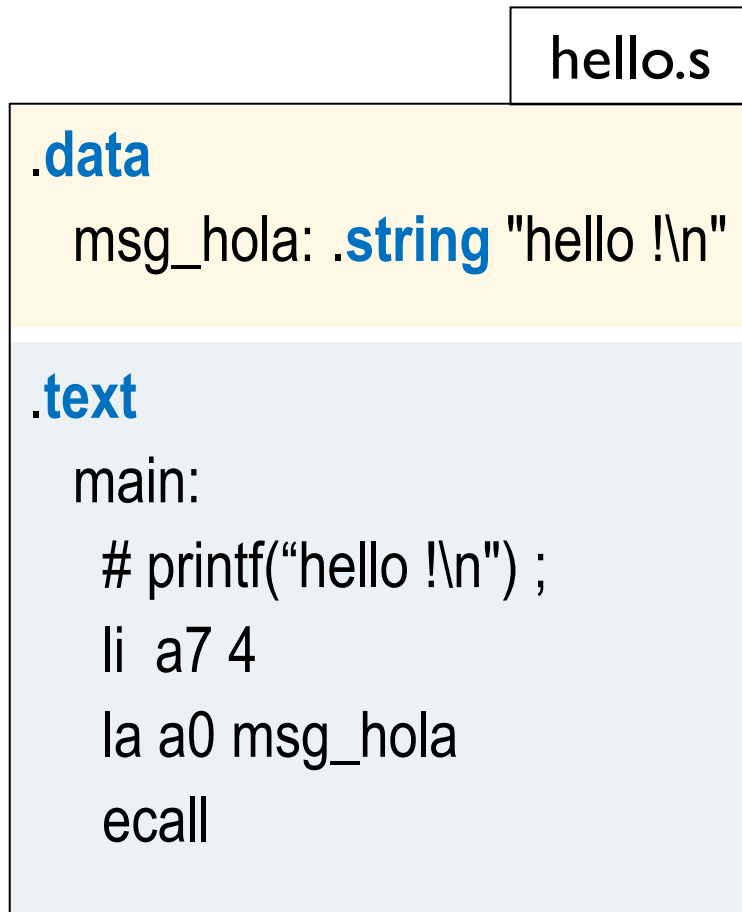 hello.s
.data
msg_hola: .string "hello !\n"
.text
main:
# printf(“hello !\n") ;
li  a7 4
la a0 msg_hola
ecall